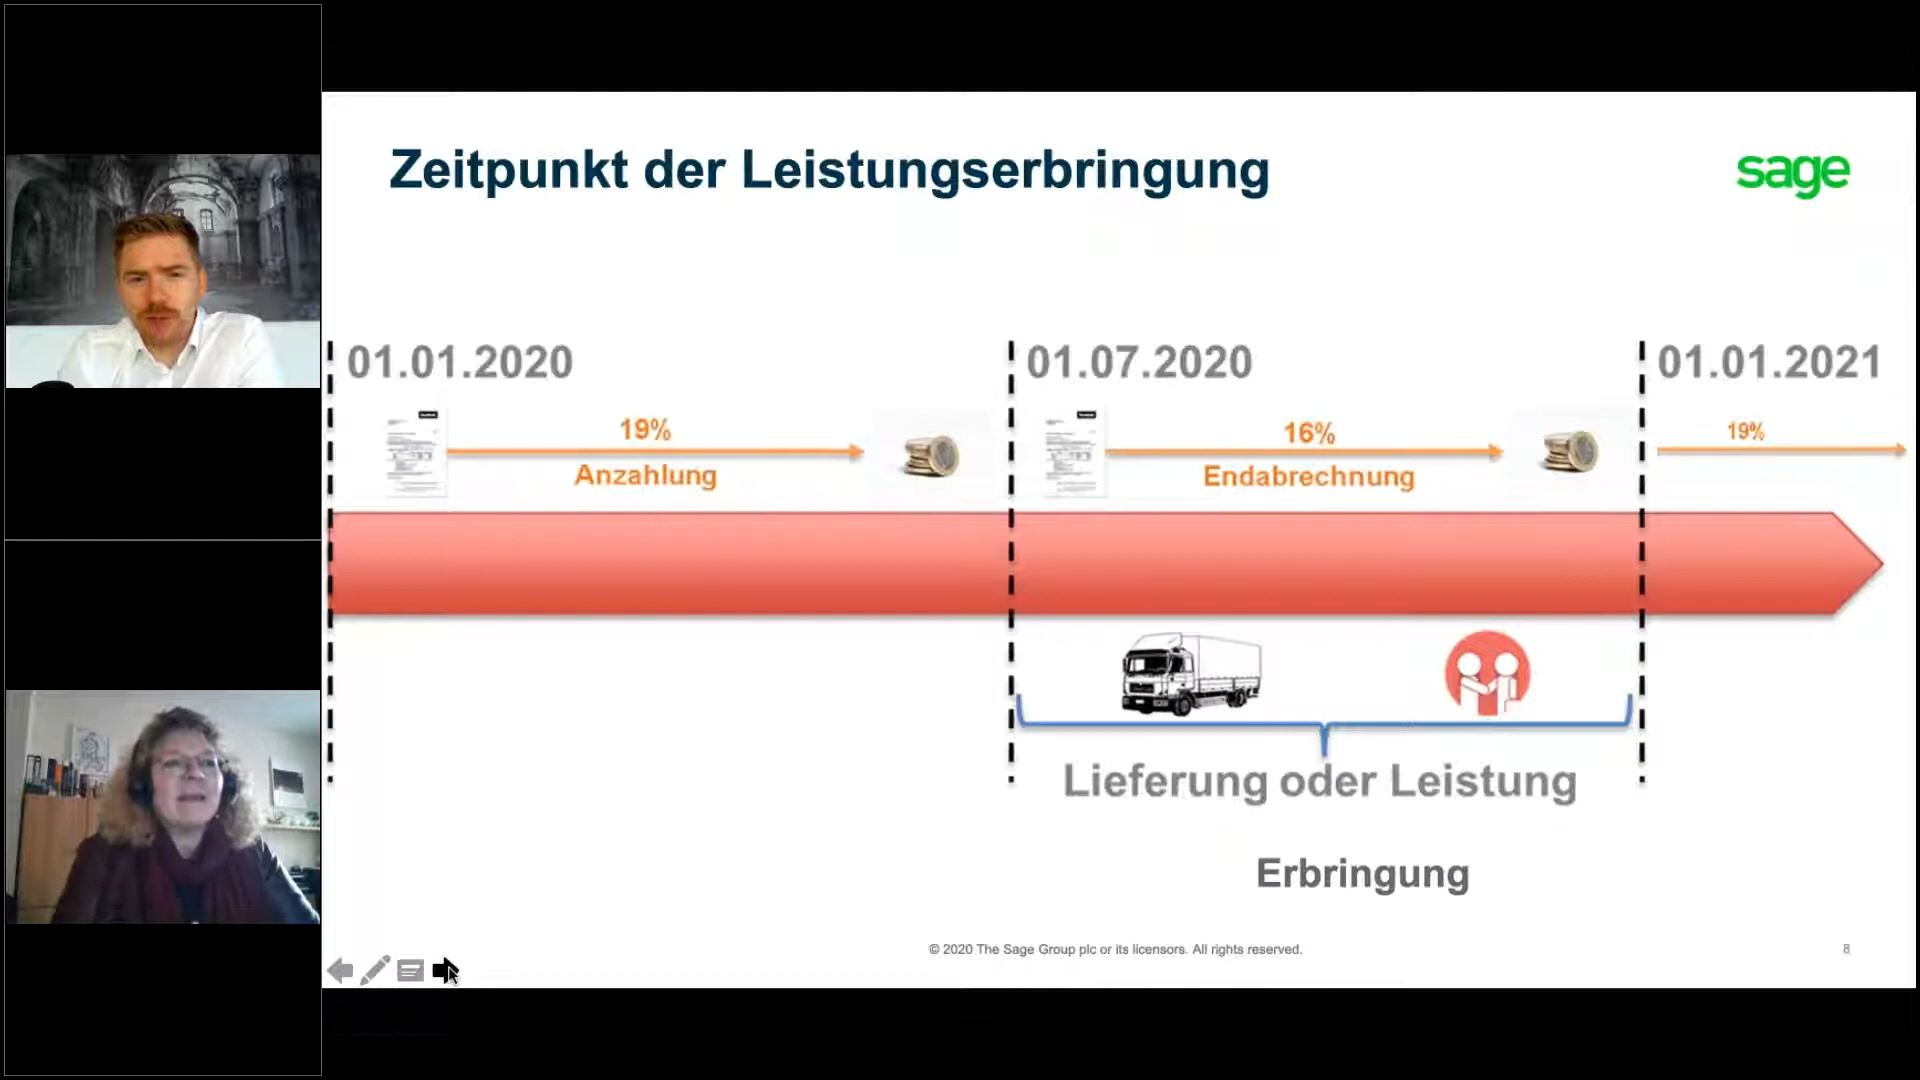 Zeitpunkt der Leistungserbringung
sage
01.01.2020
01.07.2020
01.01.2021
19%
Anzahlung
16%
Endabrechnung
19%
Lieferung oder Leistung
Erbringung
© 2020 The Sage Group plc or its licensors. All rights reserved.
8